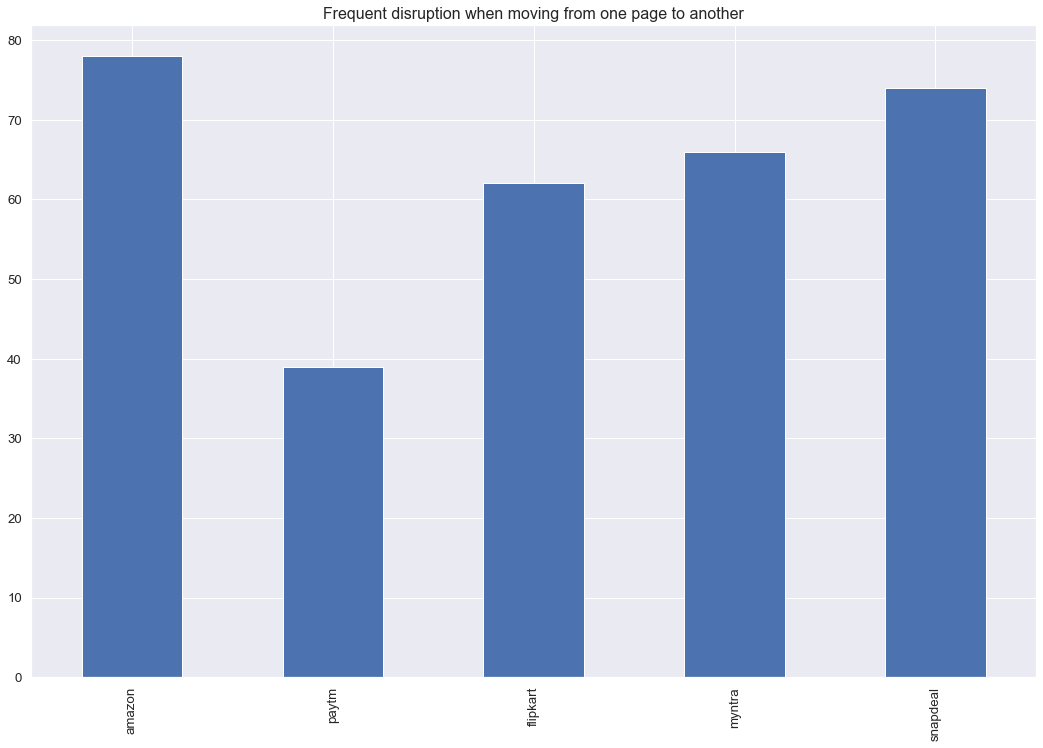 Frequent disruption when moving from one page to another
80
70
60
50
40
30
20
10
0
amazon
paytm
flipkart
myntra
snapdeal